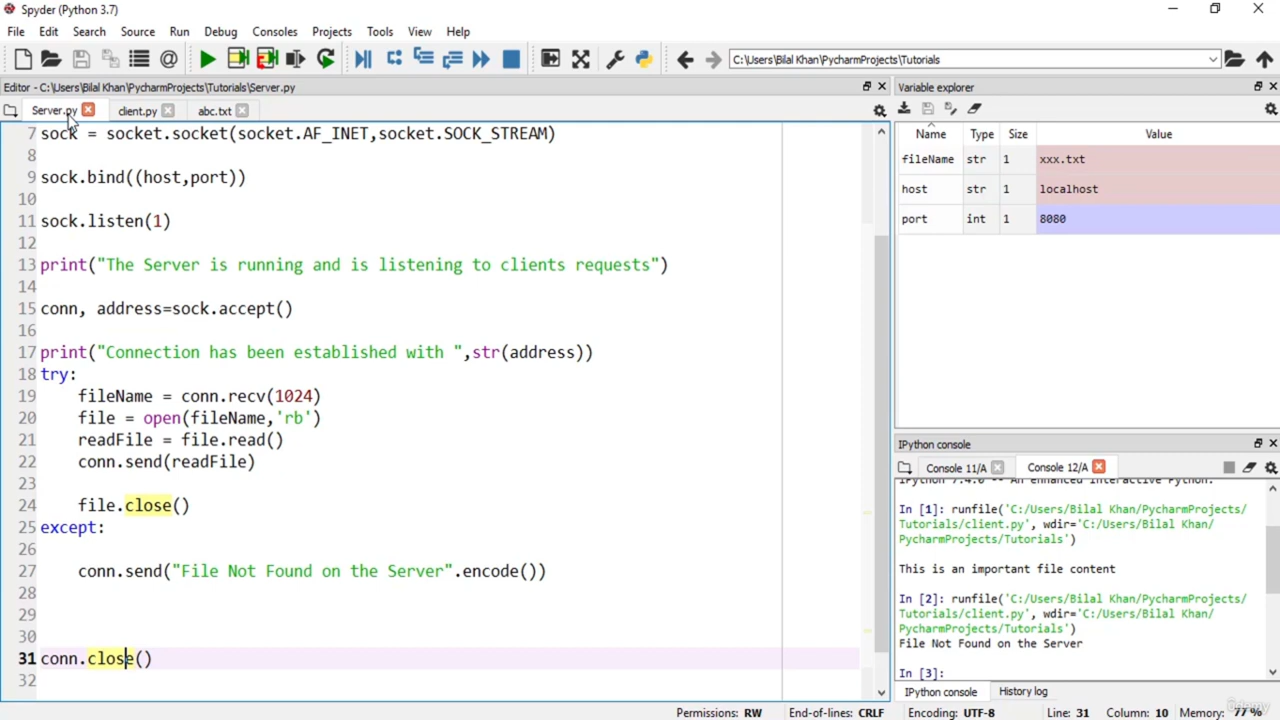 Spyder (Python 3.7)
File Edit Search Source Run Debug Consoles Projects Tools View Help
C:\Users\Bilal Khan\PycharmProjects\Tutorials
Editor - C:\Users\Bilal Khan\PycharmProjects\Tutorials\Server.py
Server.py client.py abc.txt
7 sock = socket.socket(socket.AF_INET,socket.SOCK_STREAM)
8
9 sock.bind((host,port))
10
11 sock.listen(1)
12
13 print("The Server is running and is listening to clients requests")
14
15 conn, address=sock.accept()
16
17 print("Connection has been established with ",str(address))
18 try:
19     fileName = conn.recv(1024)
20     file = open(fileName,'rb')
21     readFile = file.read()
22     conn.send(readFile)
23
24     file.close()
25 except:
26
27     conn.send("File Not Found on the Server".encode())
28
29
30
31 conn.close()
32
Variable explorer
Name Type Size Value
fileName str 1 xxx.txt
host str 1 localhost
port int 1 8080
IPython console
Console 11/A Console 12/A
IPython 7.4.0 -- An enhanced Interactive Python.
In [1]: runfile('C:/Users/Bilal Khan/PycharmProjects/
Tutorials/client.py', wdir='C:/Users/Bilal Khan/
PycharmProjects/Tutorials')
This is an important file content
In [2]: runfile('C:/Users/Bilal Khan/PycharmProjects/
Tutorials/client.py', wdir='C:/Users/Bilal Khan/
PycharmProjects/Tutorials')
File Not Found on the Server
In [3]:
IPython console History log
Permissions: RW End-of-lines: CRLF Encoding: UTF-8 Line: 31 Column: 10 Memory: 77 %